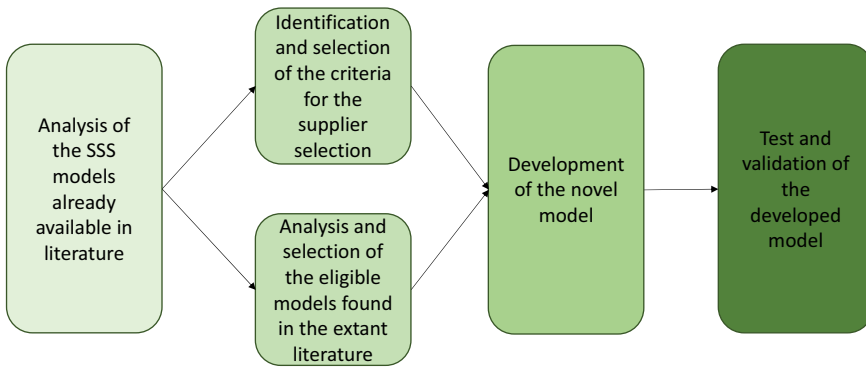 Analysis of
the SSS
models
already
available in
literature
Identification
and selection
of the criteria
for the
supplier
selection
Analysis and
selection of
the eligible
models found
in the extant
literature
Development
of the novel
model
Test and
validation of
the
developed
model